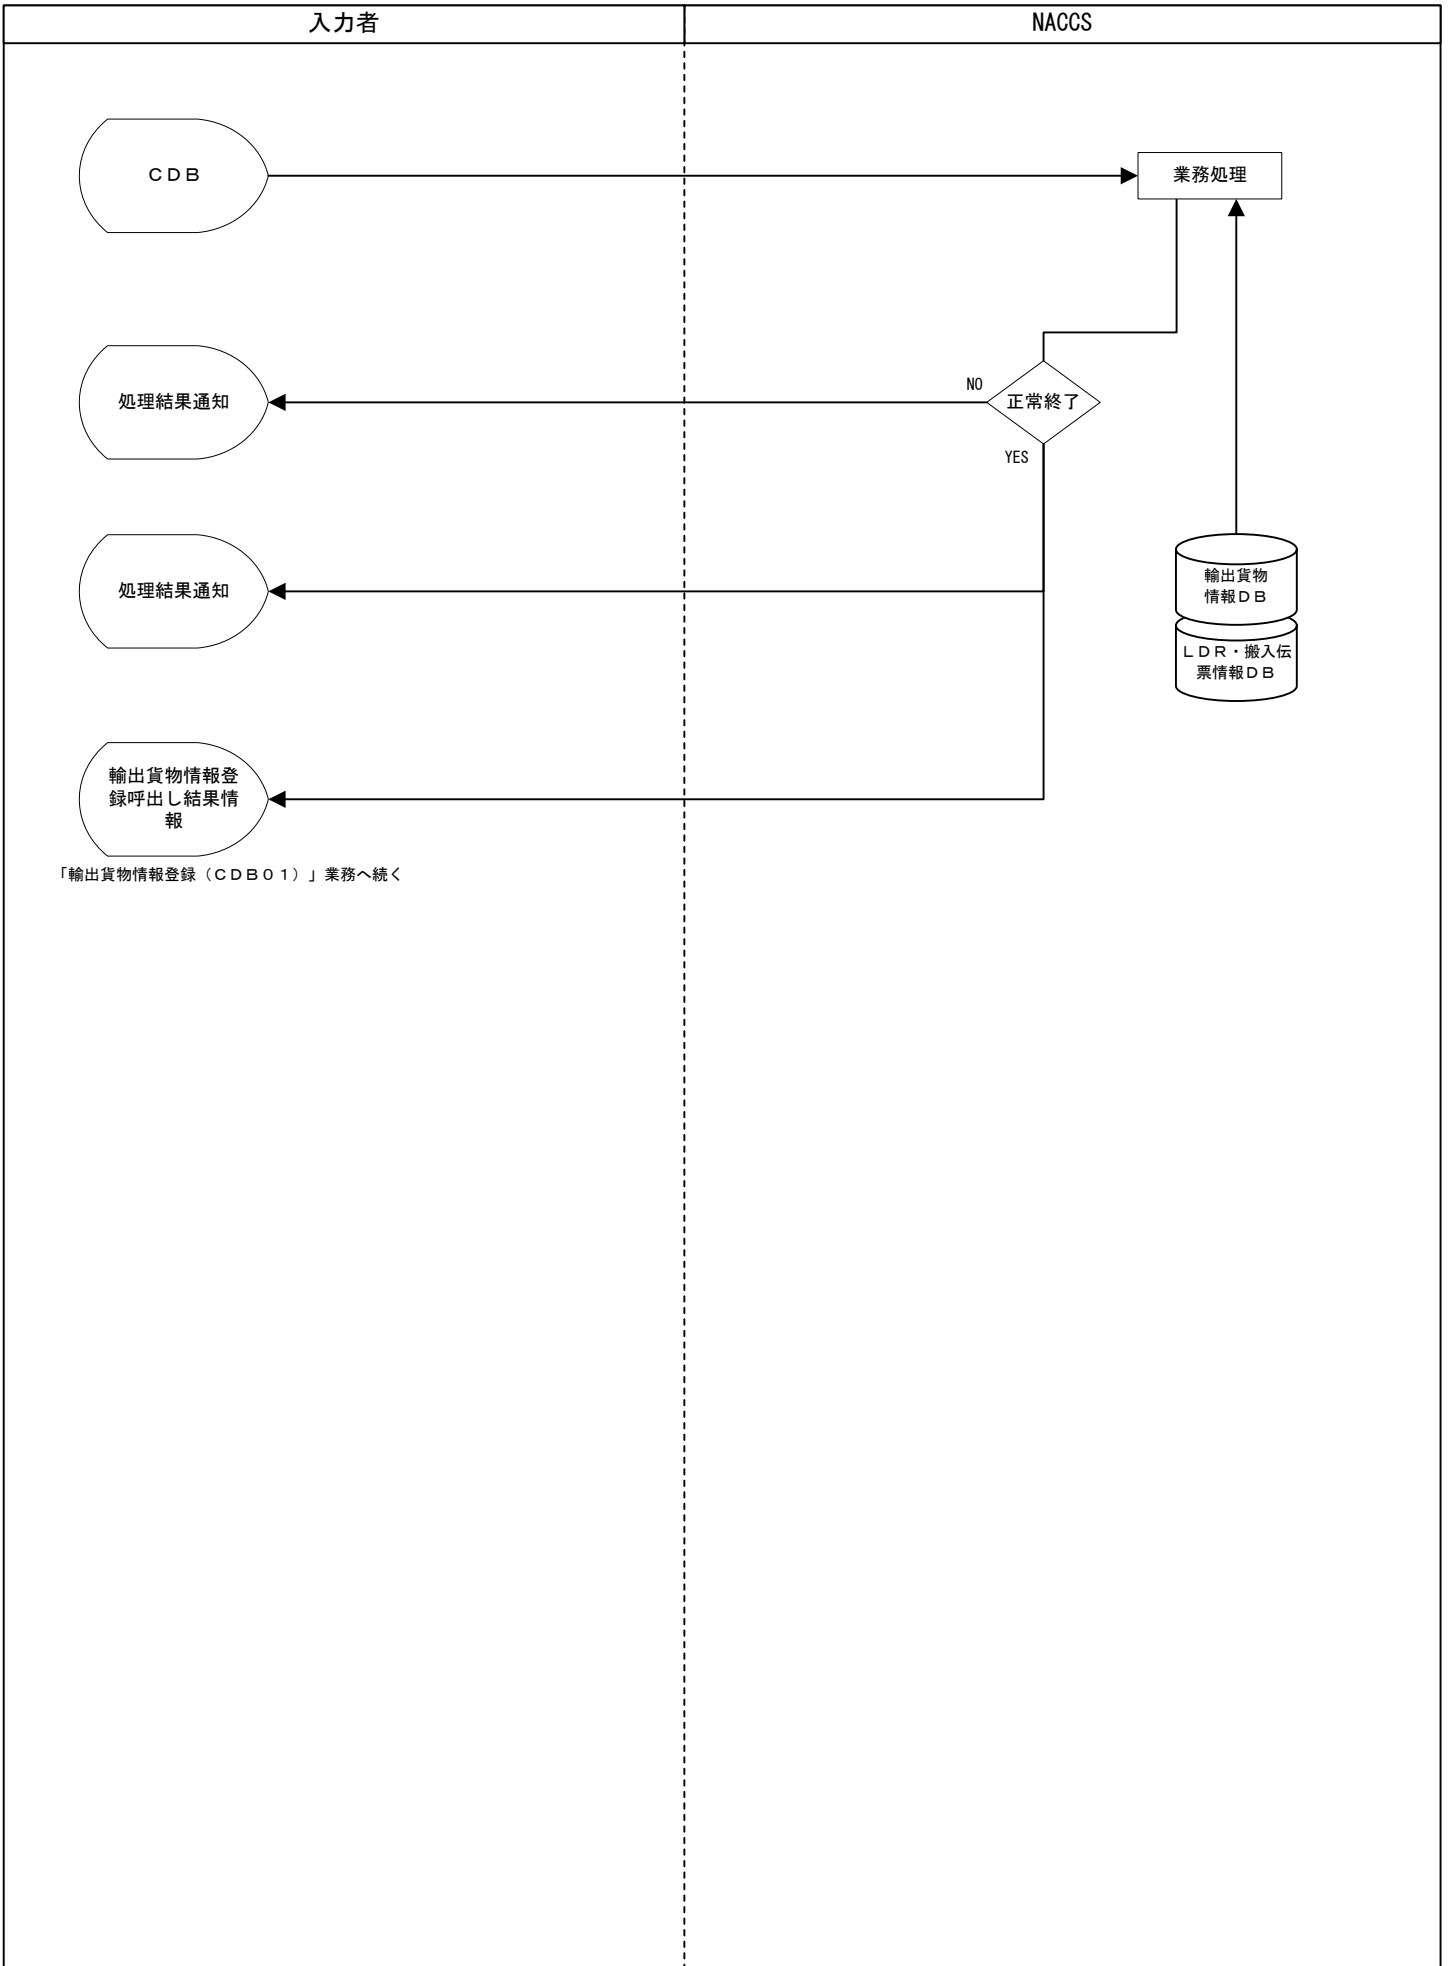 入力者
NACCS
ＣＤＢ
業務処理
処理結果通知
NO
正常終了
YES
処理結果通知
輸出貨物
情報ＤＢ
ＬＤＲ・搬入伝
票情報ＤＢ
輸出貨物情報登
録呼出し結果情
報
「輸出貨物情報登録（ＣＤＢ０１）」業務へ続く